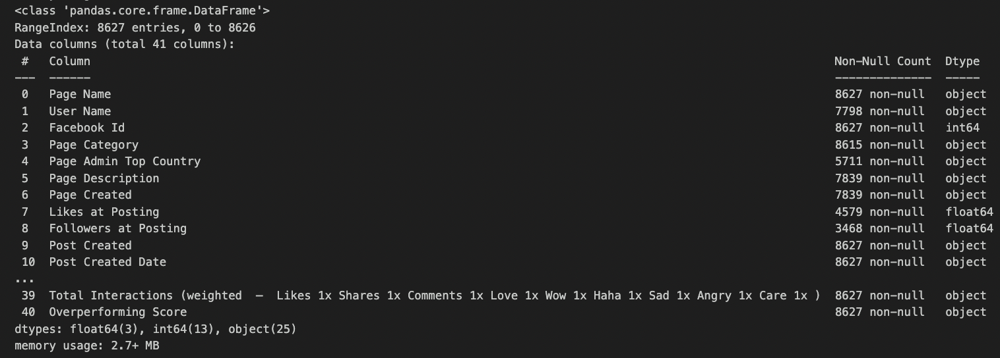 <class 'pandas.core.frame.DataFrame'>
RangeIndex: 8627 entries, 0 to 8626
Data columns (total 41 columns):
 #   Column                                                                                                           Non-Null Count  Dtype
---  ------                                                                                                           --------------  -----
 0   Page Name                                                                                                        8627 non-null   object
 1   User Name                                                                                                        7798 non-null   object
 2   Facebook Id                                                                                                      8627 non-null   int64
 3   Page Category                                                                                                    8615 non-null   object
 4   Page Admin Top Country                                                                                           5711 non-null   object
 5   Page Description                                                                                                 7839 non-null   object
 6   Page Created                                                                                                     7839 non-null   object
 7   Likes at Posting                                                                                                 4579 non-null   float64
 8   Followers at Posting                                                                                             3468 non-null   float64
 9   Post Created                                                                                                     8627 non-null   object
 10  Post Created Date                                                                                                8627 non-null   object
...
 39  Total Interactions (weighted  —  Likes 1x Shares 1x Comments 1x Love 1x Wow 1x Haha 1x Sad 1x Angry 1x Care 1x )  8627 non-null   object
 40  Overperforming Score                                                                                             8627 non-null   object
dtypes: float64(3), int64(13), object(25)
memory usage: 2.7+ MB